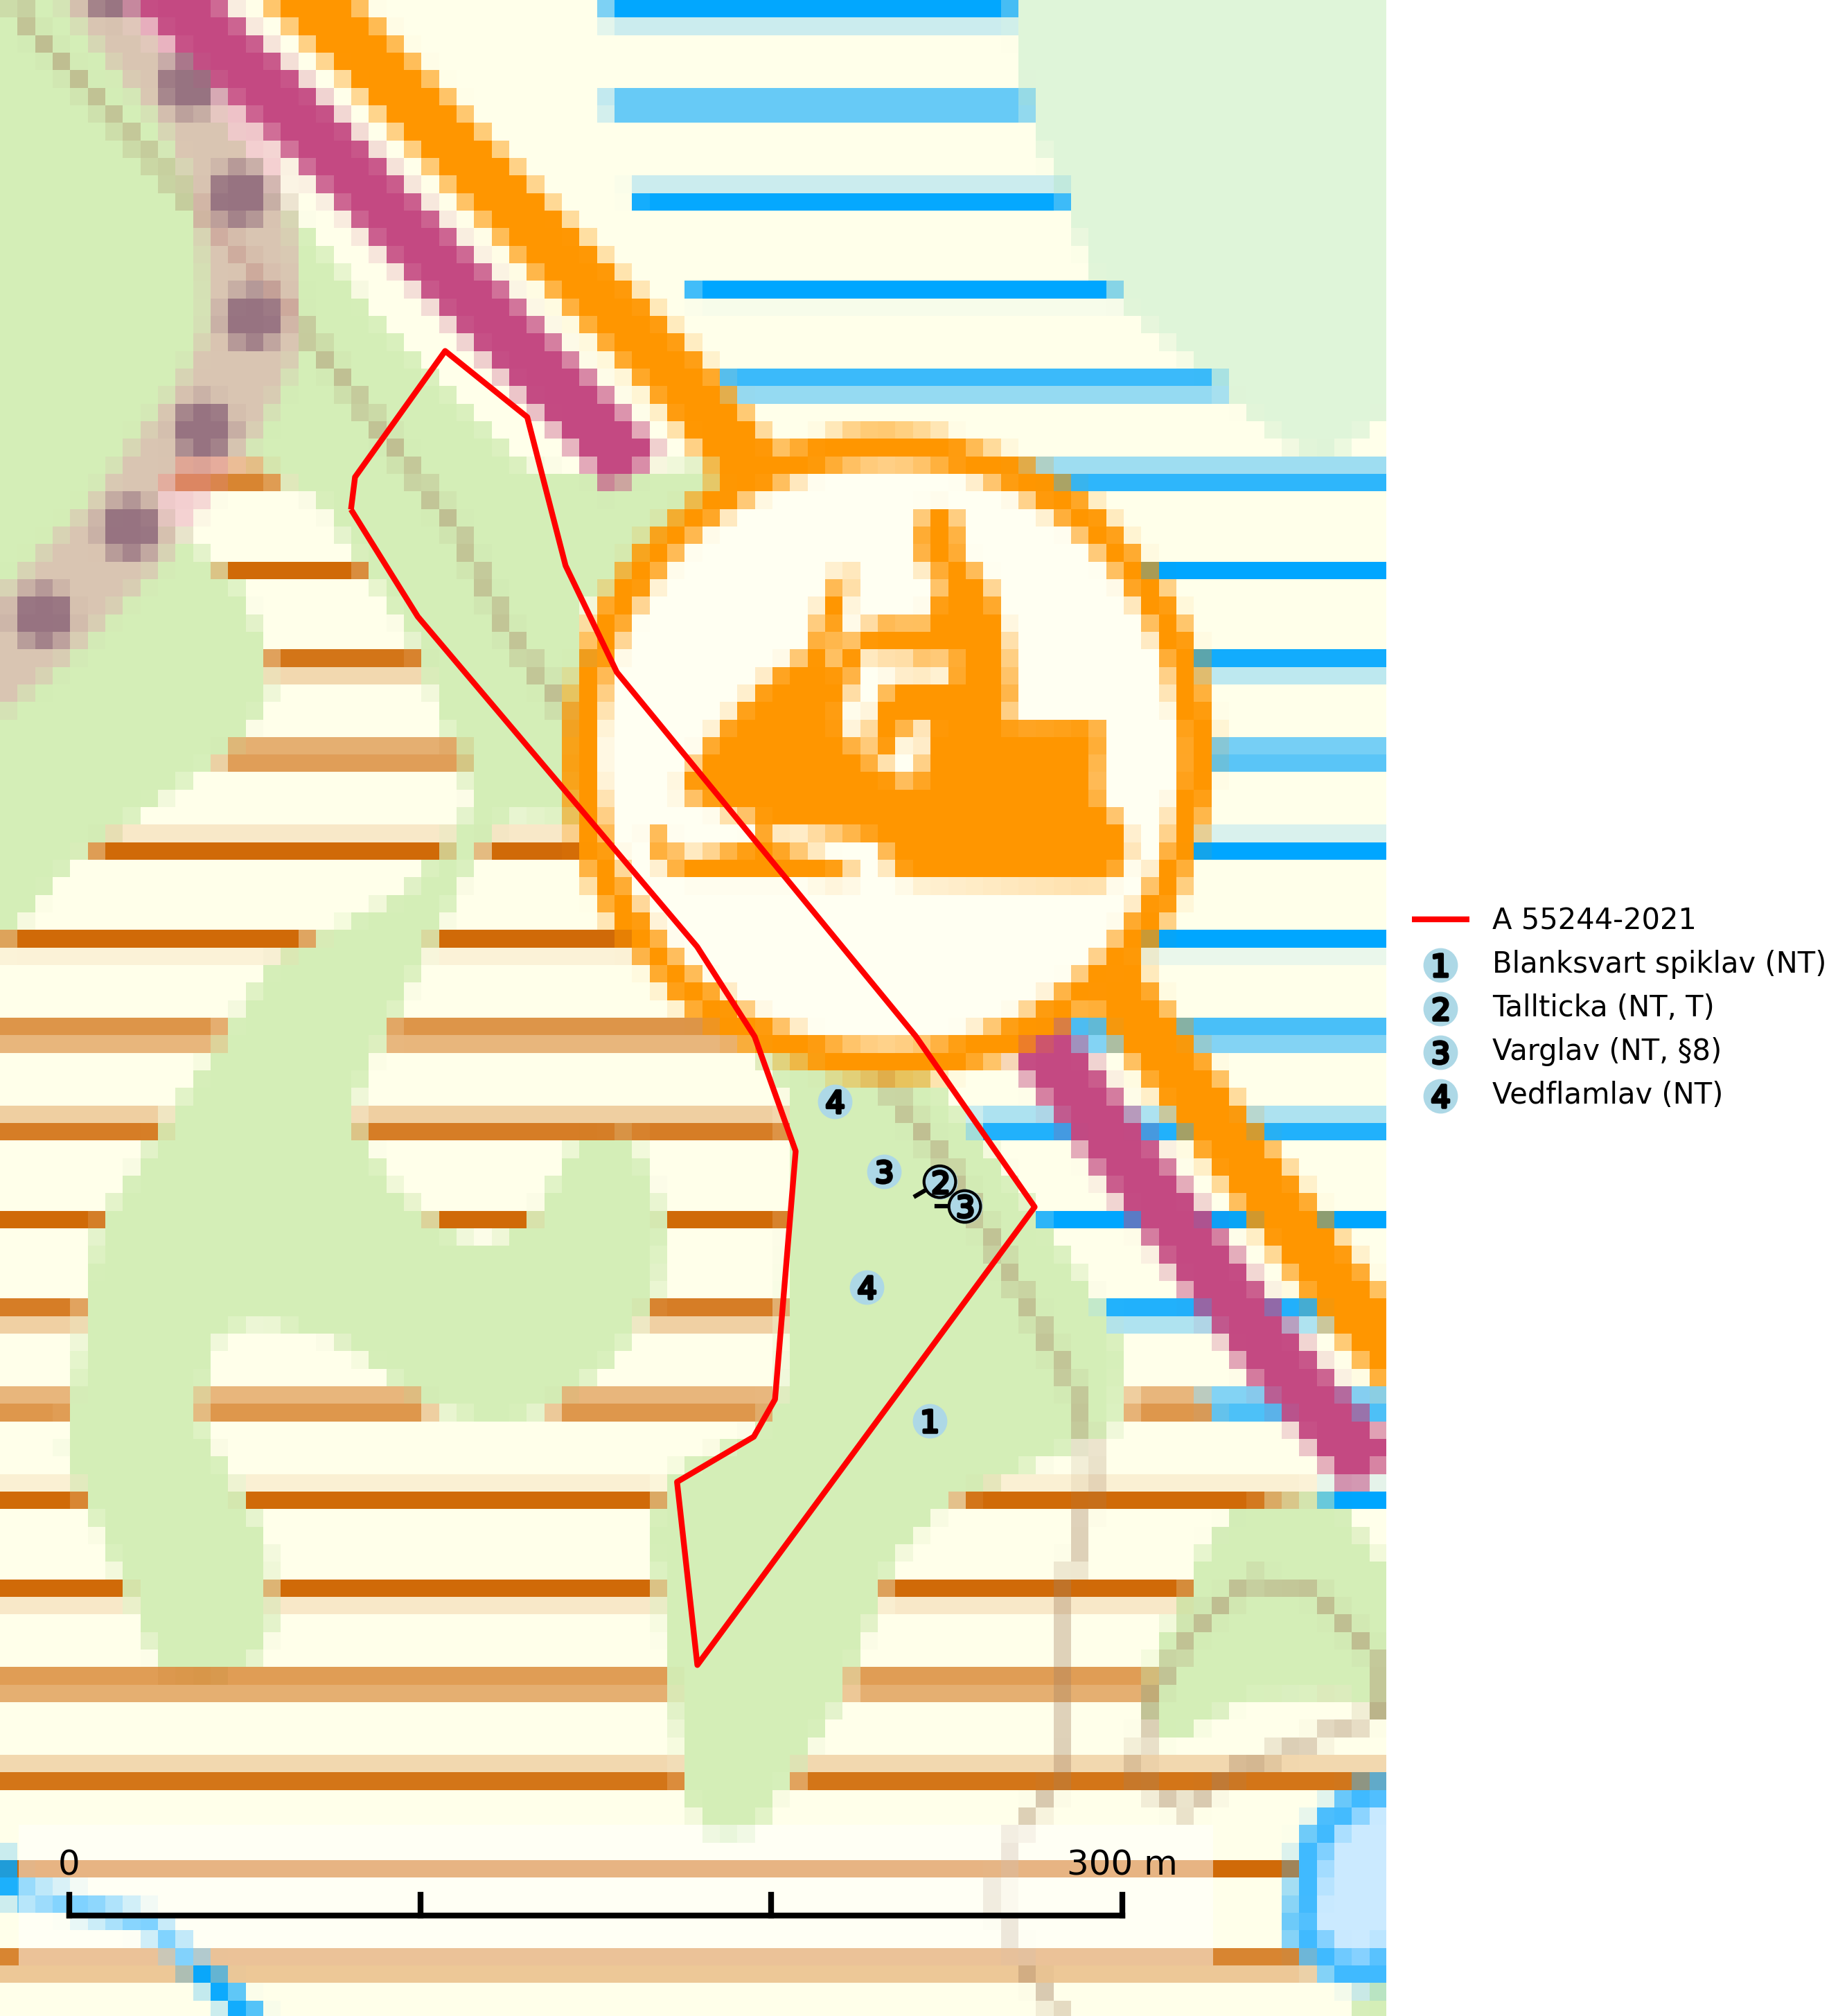 4
3
2
3
4
1
A 55244-2021
1 Blanksvart spiklav (NT)
2 Tallticka (NT, T)
3 Varglav (NT, §8)
4 Vedflamlav (NT)
0 300 m